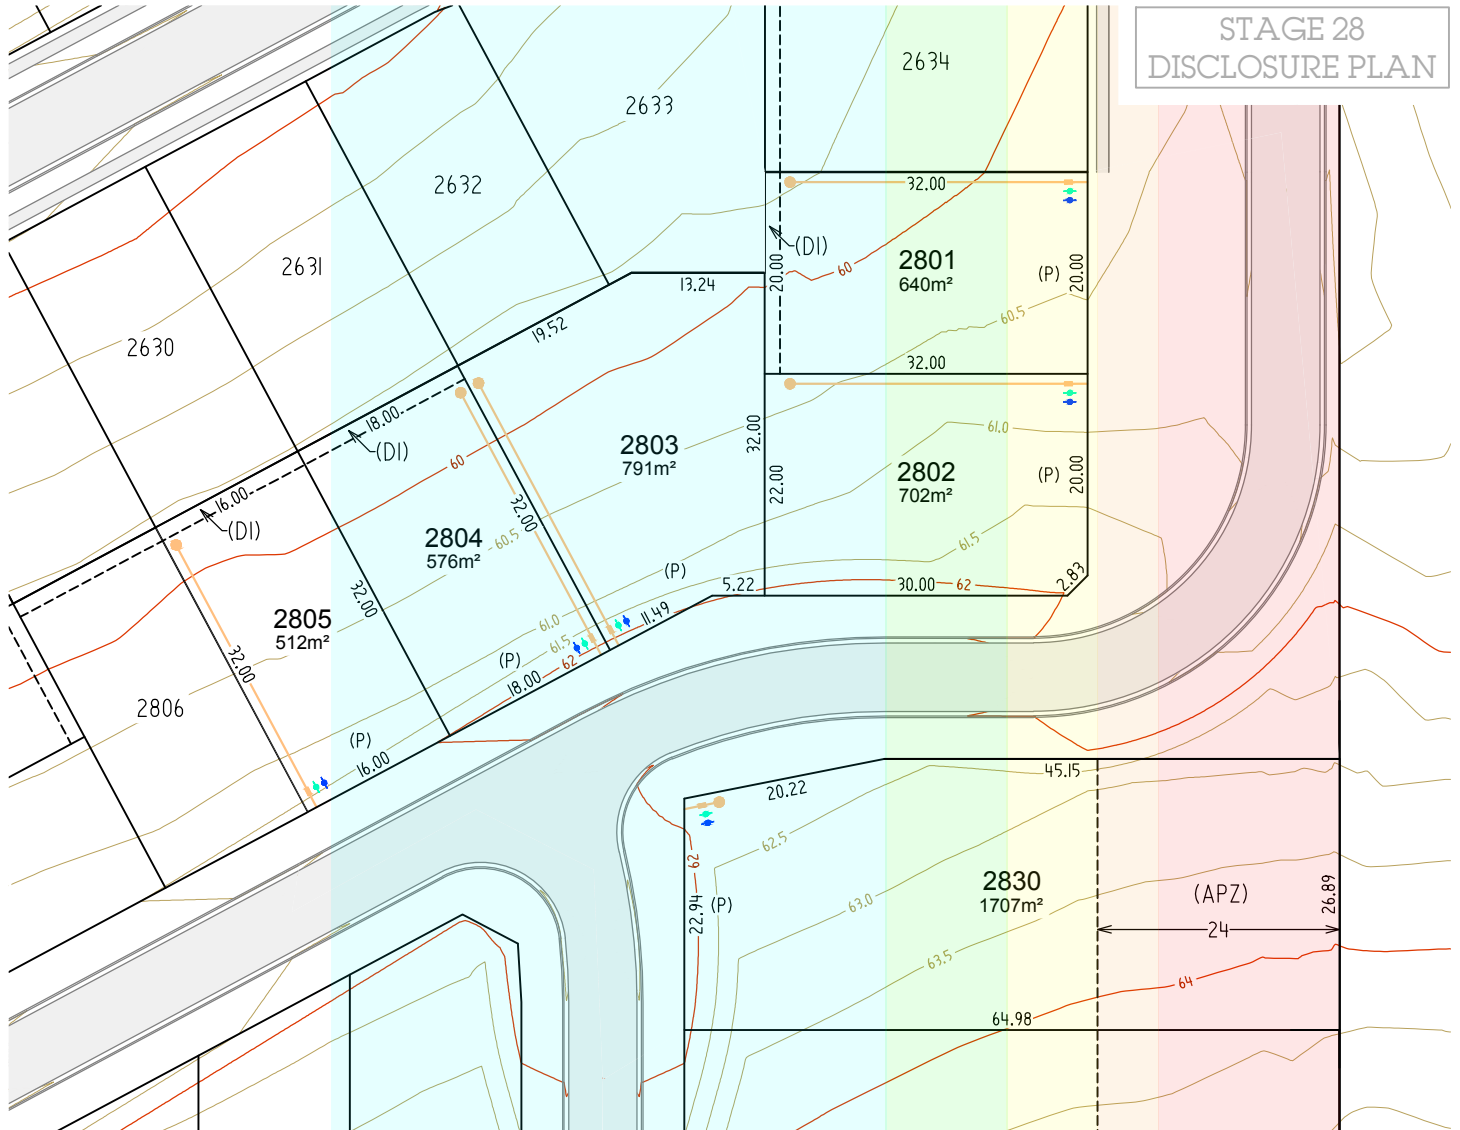 STAGE 28
DISCLOSURE PLAN
2634
2633
2632
2631
2630
32.00
(D1)
20.00
60
2801
640m²
(P)
20.00
60.5
32.00
13.24
19.52
18.00
(D1)
60
16.00
(D1)
2803
791m²
32.00
22.00
2802
702m²
61.0
(P)
20.00
61.5
2.83
30.00
62
5.22
(P)
11.49
32.00
2804
576m²
60.5
61.0
61.5
62
(P)
18.00
32.00
2805
512m²
32.00
(P)
16.00
2806
20.22
45.15
62.5
62
22.94
(P)
63.0
63.5
2830
1707m²
(APZ)
24
26.89
64
64.98